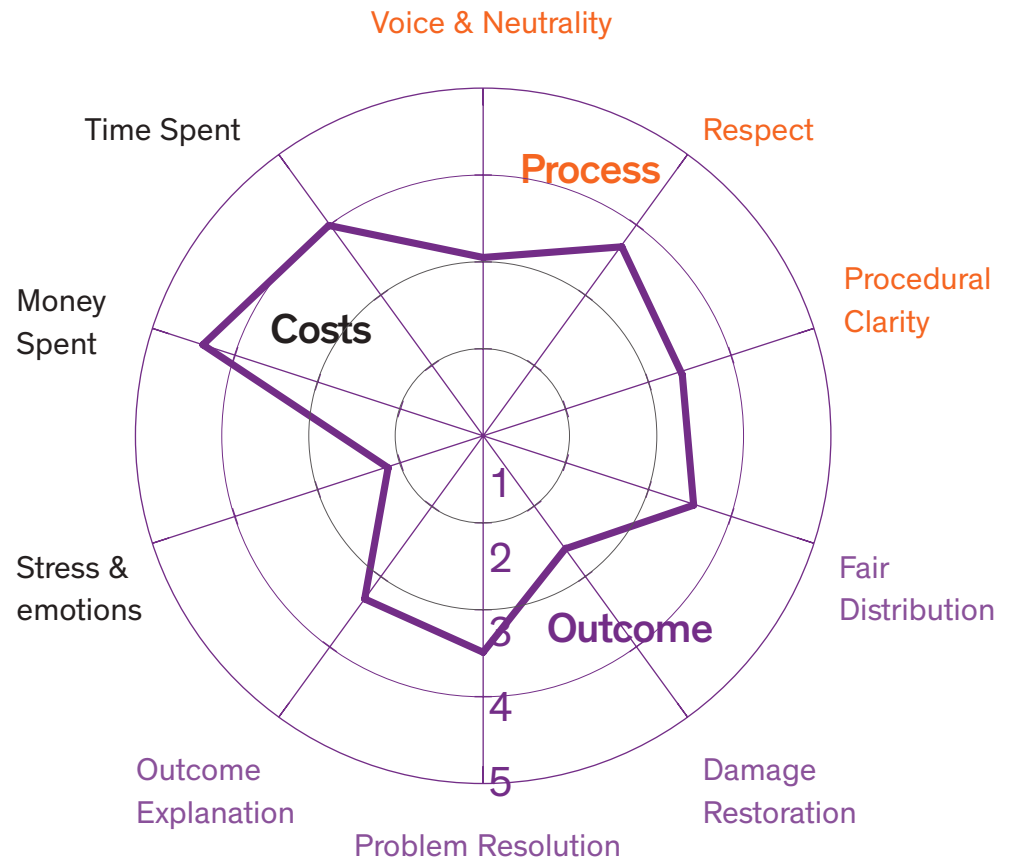 Voice & Neutrality
Time Spent
Respect
Process
Procedural
Clarity
Money
Spent
Costs
1
2
3
4
5
Stress &
emotions
Fair
Distribution
Outcome
Outcome
Explanation
Damage
Restoration
Problem Resolution